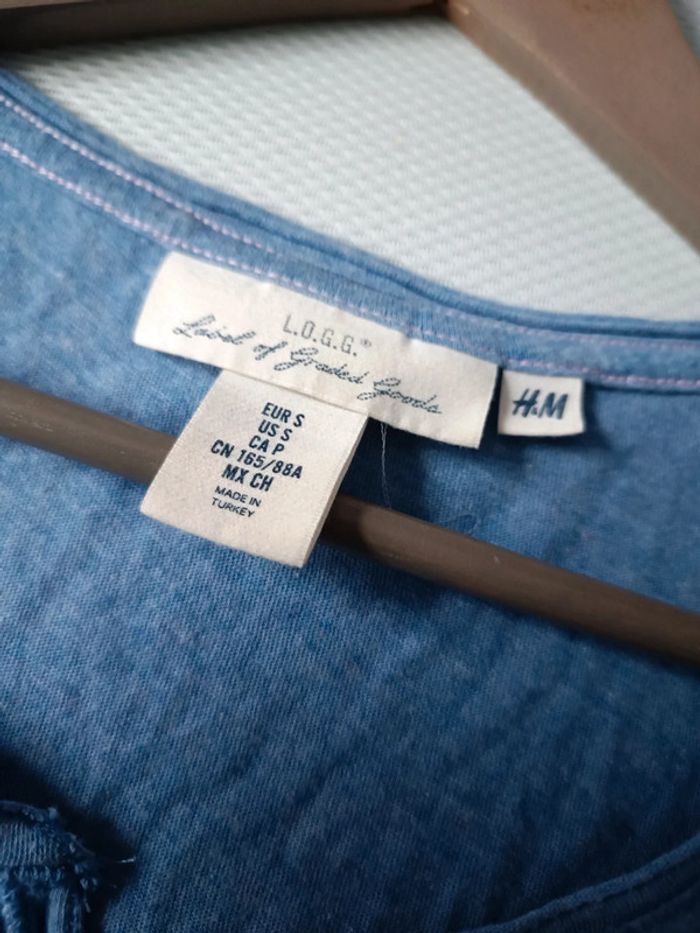 L.O.G.G.®
Label of Graded Goods
H&M
EUR S
US S
CA P
CN 165/88A
MX CH
MADE IN
TURKEY